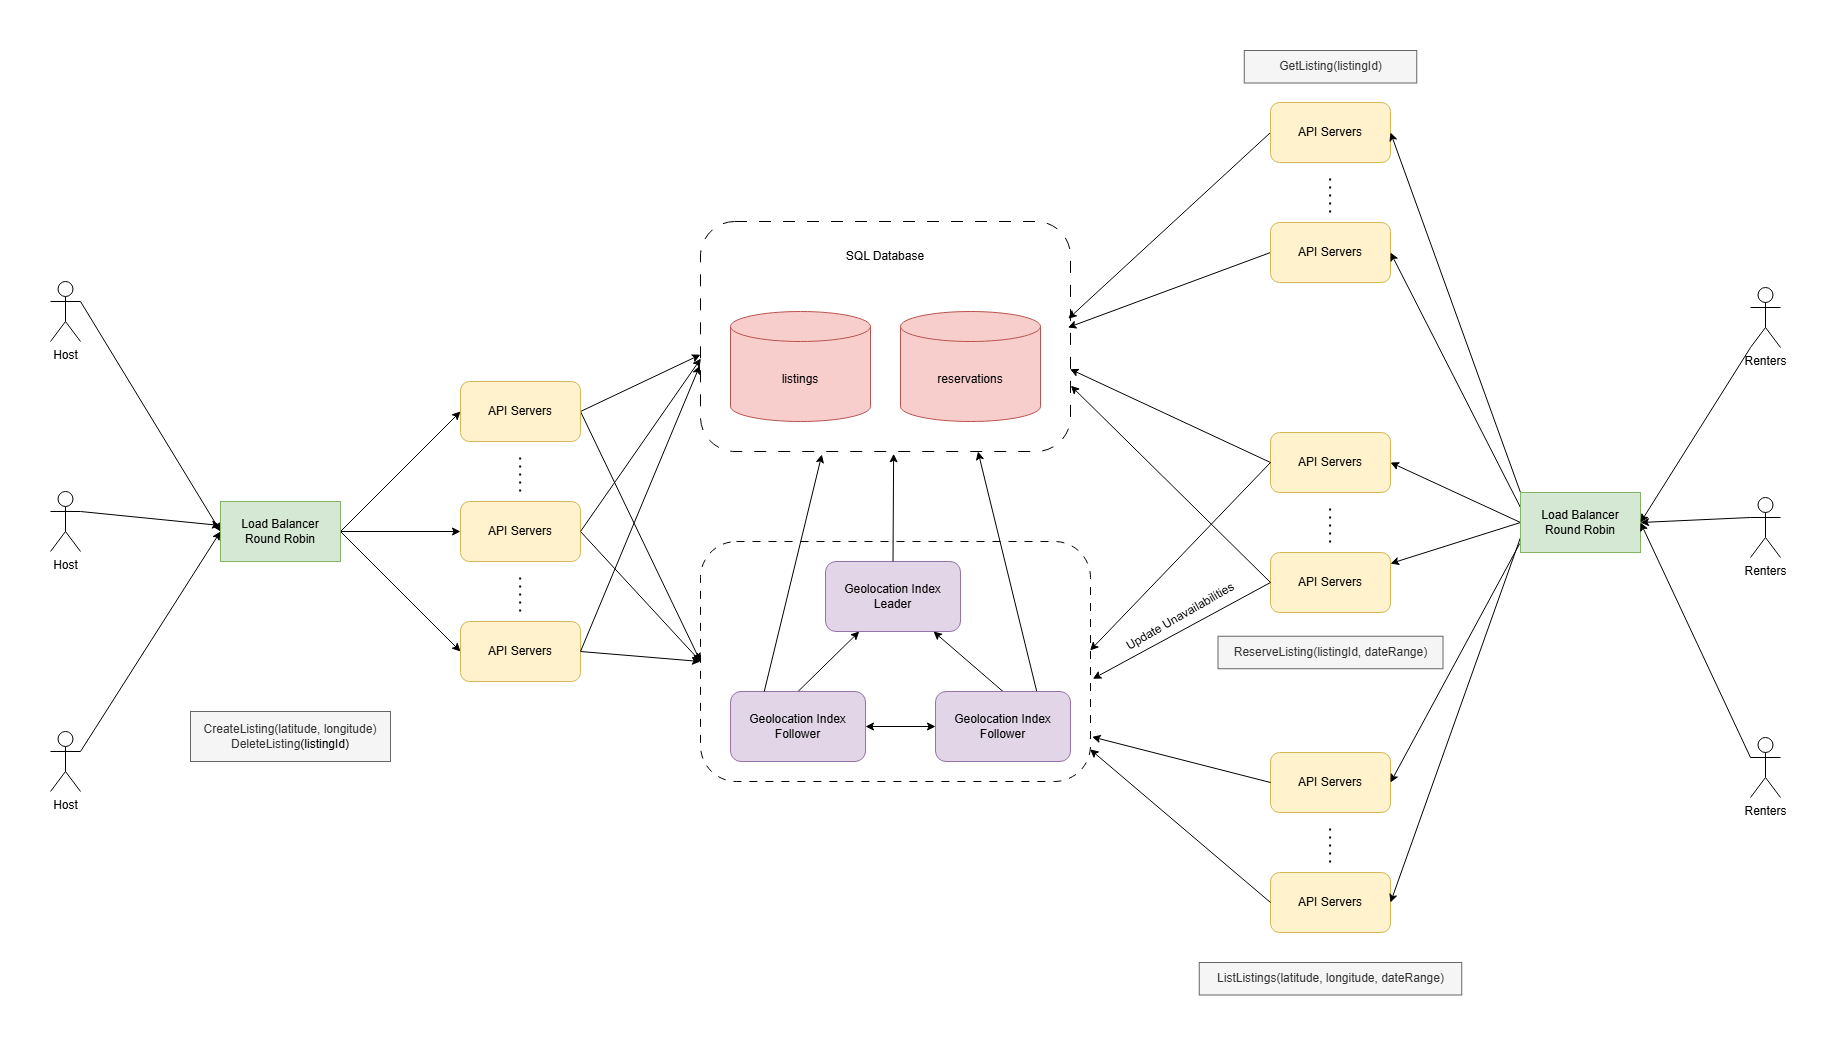 GetListing(listingId)
API Servers
API Servers
SQL Database
listings
reservations
Host
Host
Host
Load Balancer
Round Robin
API Servers
API Servers
API Servers
CreateListing(latitude, longitude)
DeleteListing(listingId)
Geolocation Index
Leader
Geolocation Index
Follower
Geolocation Index
Follower
API Servers
API Servers
Update Unavailabilities
ReserveListing(listingId, dateRange)
API Servers
API Servers
ListListings(latitude, longitude, dateRange)
Load Balancer
Round Robin
Renters
Renters
Renters